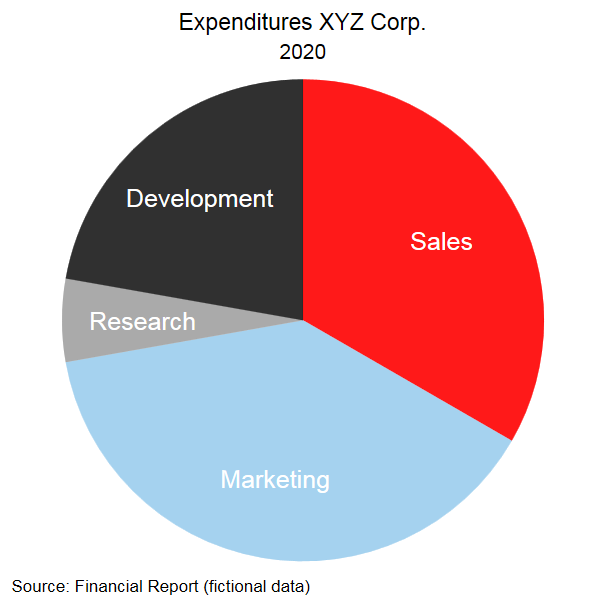 Expenditures XYZ Corp.
2020
Development
Sales
Research
Marketing
Source: Financial Report (fictional data)